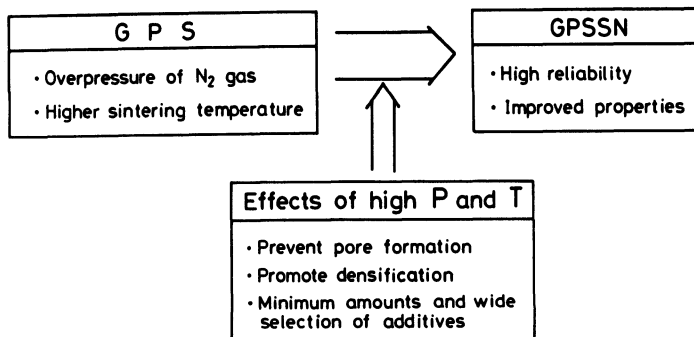 G P S
· Overpressure of N₂ gas
· Higher sintering temperature
GPSSN
· High reliability
· Improved properties
Effects of high P and T
· Prevent pore formation
· Promote densification
· Minimum amounts and wide
selection of additives